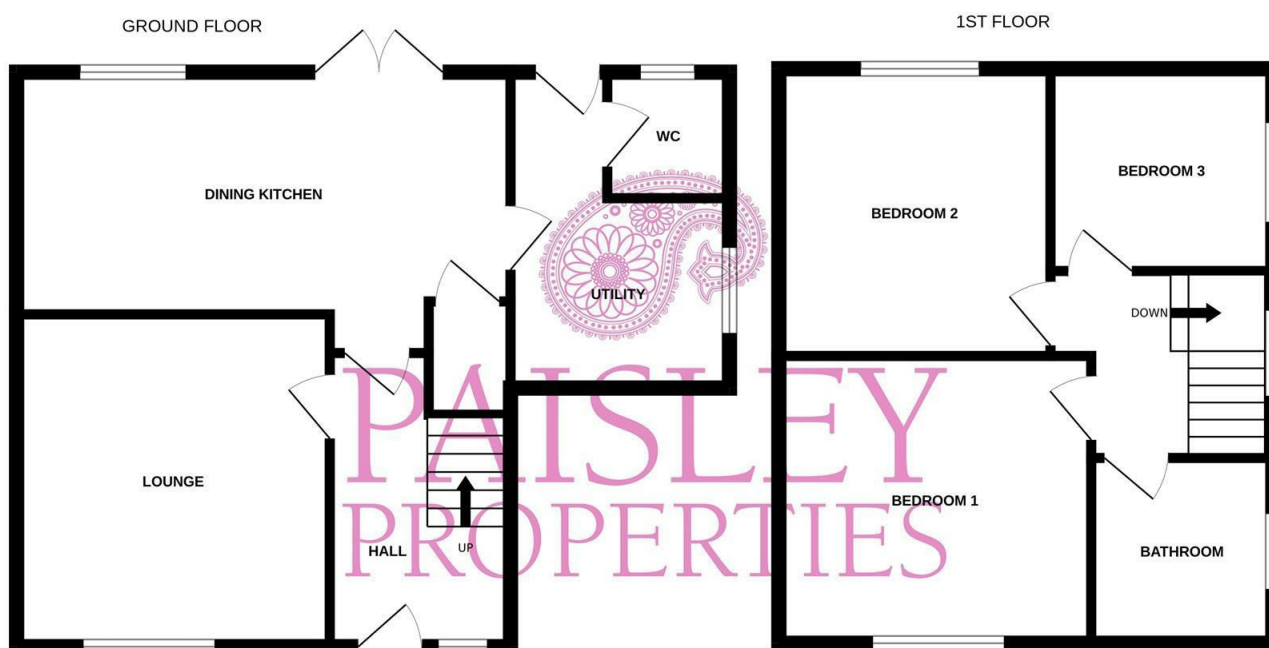 GROUND FLOOR
1ST FLOOR
WC
DINING KITCHEN
UTILITY
LOUNGE
HALL
UP
BEDROOM 2
BEDROOM 3
DOWN
BEDROOM 1
BATHROOM
PAISLEY
PROPERTIES